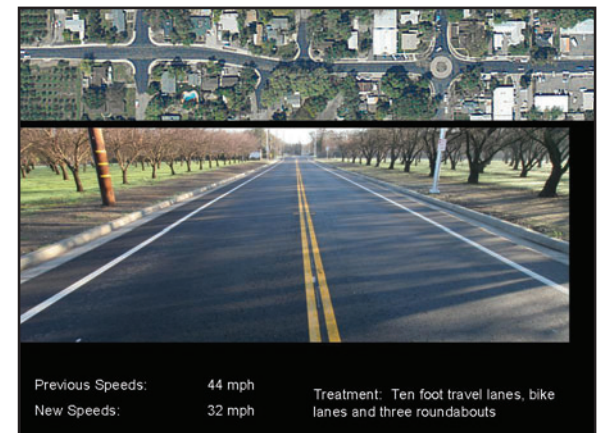 Previous Speeds: 44 mph
New Speeds: 32 mph
Treatment: Ten foot travel lanes, bike
lanes and three roundabouts